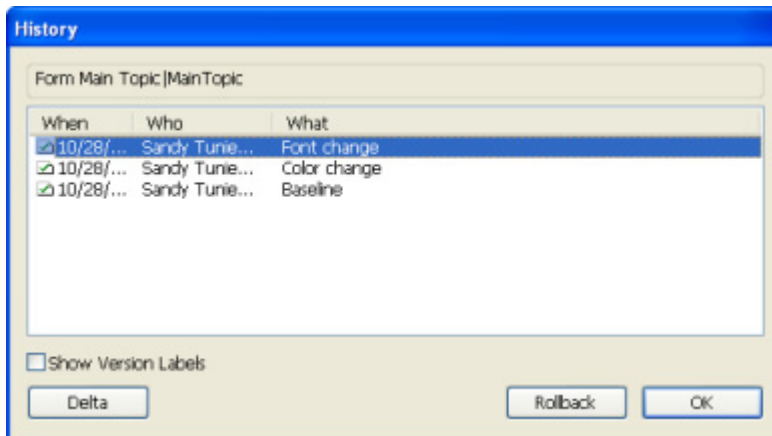 History
Form Main Topic|MainTopic
When Who What
10/28/... Sandy Tunie... Font change
10/28/... Sandy Tunie... Color change
10/28/... Sandy Tunie... Baseline
Show Version Labels
Delta Rollback OK